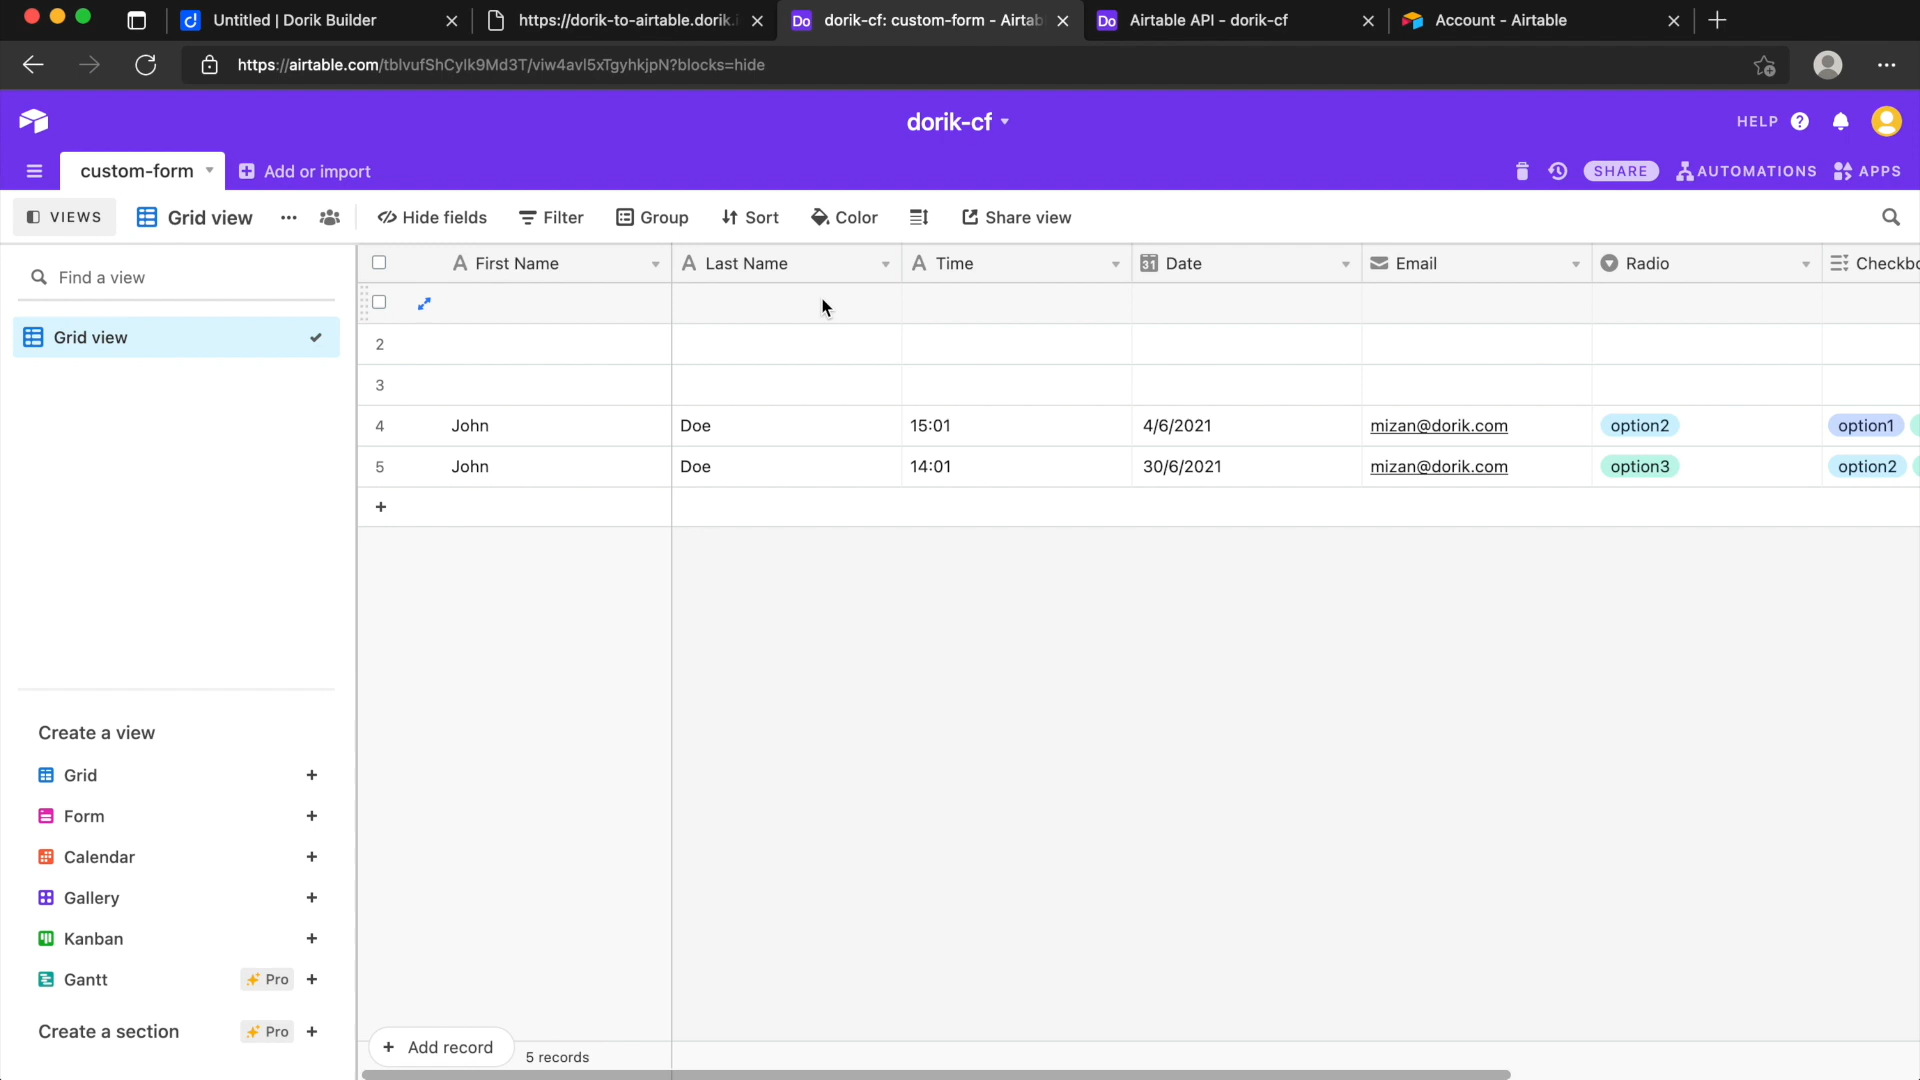 Untitled | Dorik Builder
https://dorik-to-airtable.dorik.i
Do dorik-cf: custom-form - Airtab
Do Airtable API - dorik-cf
Account - Airtable
https://airtable.com/tblvufShCylk9Md3T/viw4avl5xTgyhkjpN?blocks=hide
dorik-cf
HELP ?
custom-form
Add or import
SHARE
AUTOMATIONS
APPS
VIEWS
Grid view
Hide fields
Filter
Group
Sort
Color
Share view
Find a view
Grid view
First Name
Last Name
Time
31 Date
Email
Radio
Checkbo
2
3
4 John Doe 15:01 4/6/2021 mizan@dorik.com option2 option1
5 John Doe 14:01 30/6/2021 mizan@dorik.com option3 option2
+
Create a view
Grid +
Form +
Calendar +
Gallery +
Kanban +
Gantt Pro +
Create a section Pro +
+ Add record
5 records